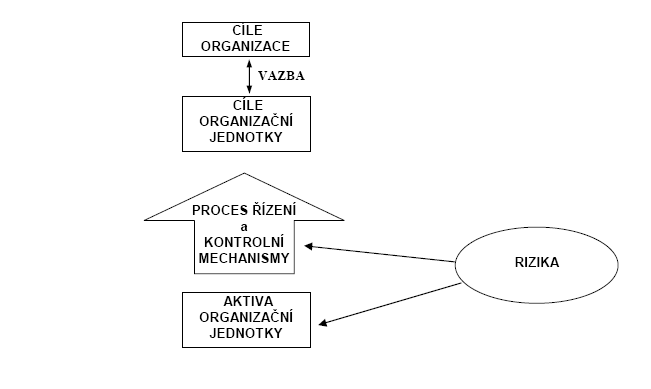 CÍLE
ORGANIZACE
VAZBA
CÍLE
ORGANIZAČNÍ
JEDNOTKY
PROCES ŘÍZENÍ
a
KONTROLNÍ
MECHANISMY
RIZIKA
AKTIVA
ORGANIZAČNÍ
JEDNOTKY